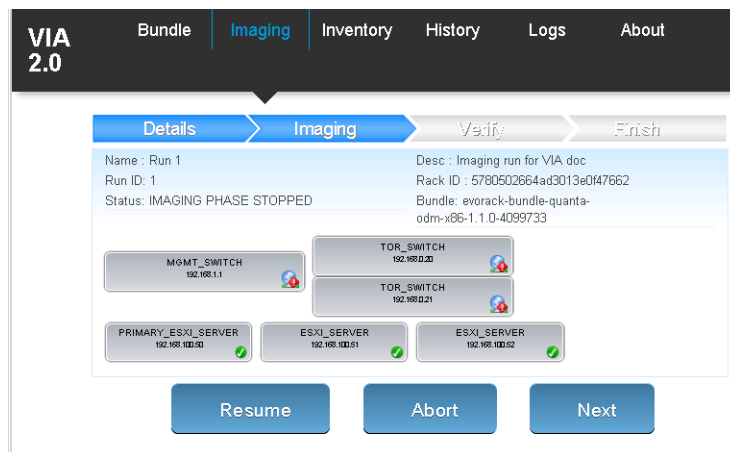 VIA 2.0
Bundle Imaging Inventory History Logs About
Details Imaging Verify Finish
Name : Run 1
Desc : Imaging run for VIA doc
Run ID: 1
Rack ID : 5780502664ad3013e0f47662
Status: IMAGING PHASE STOPPED
Bundle: evorack-bundle-quanta-
odm-x86-1.1.0-4099733
MGMT_SWITCH
192.168.1.1
TOR_SWITCH
192.168.0.20
TOR_SWITCH
192.168.0.21
PRIMARY_ESXI_SERVER
192.168.100.50
ESXI_SERVER
192.168.100.51
ESXI_SERVER
192.168.100.52
Resume Abort Next